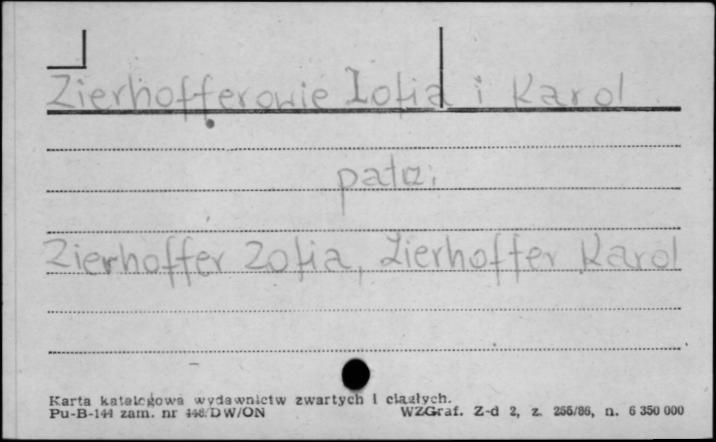 Zierhofferowie Zofia i Karol
patrz:
Zierhoffer Zofia, Zierhoffer Karol
Karta katalogowa wydawnictw zwartych i ciągłych.
Pu-B-144 zam. nr 446/DW/ON WZGraf. Z-d 2, z. 255/86, n. 6 350 000